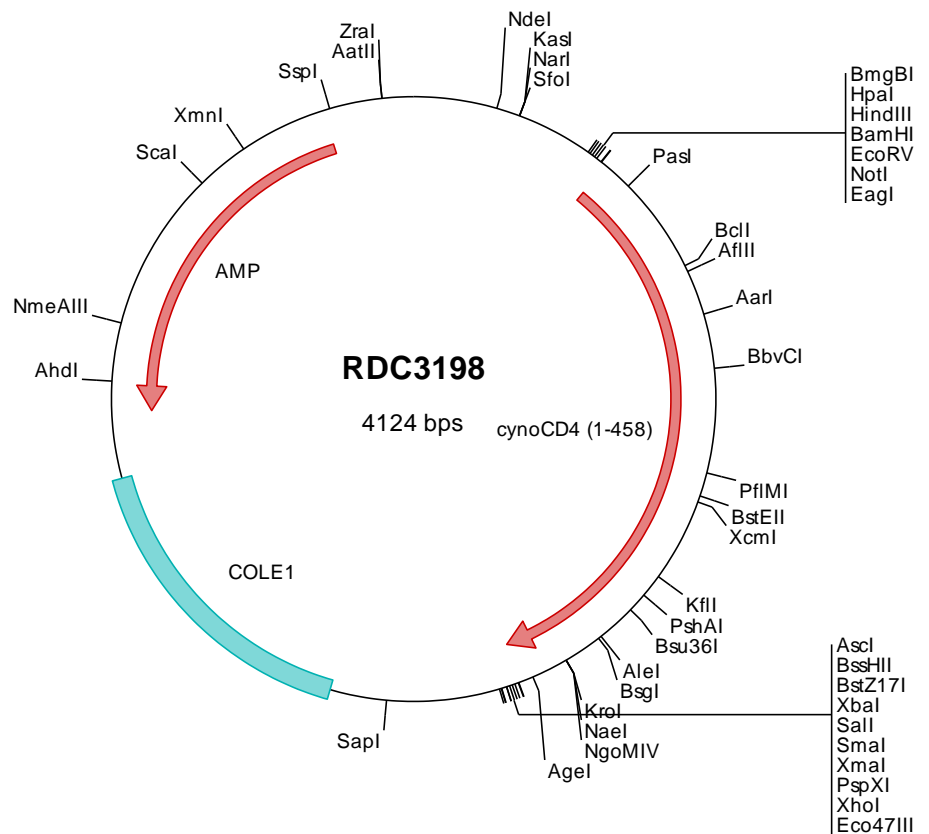 NdeI
KasI
NarI
SfoI
ZraI
AatII
SspI
XmnI
ScaI
NmeAIII
AhdI
BmgBI
HpaI
HindIII
BamHI
EcoRV
NotI
EagI
PasI
BclI
AflII
AarI
BbvCI
AMP
RDC3198
4124 bps
cynoCD4 (1-458)
PflMI
BstEII
XcmI
COLE1
KflI
PshAI
Bsu36I
AleI
BsgI
KroI
NaeI
NgoMIV
AgeI
SapI
AscI
BssHII
BstZ17I
XbaI
SalI
SmaI
XmaI
PspXI
XhoI
Eco47III